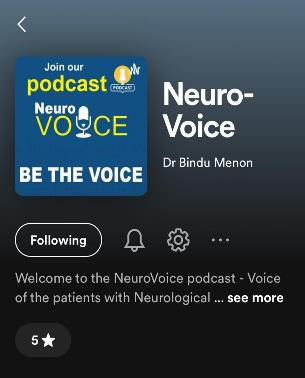 Join our
podcast
PODCAST
Neuro
VOICE
BE THE VOICE
Neuro-
Voice
Dr Bindu Menon
Following
Welcome to the NeuroVoice podcast - Voice
of the patients with Neurological ... see more
5